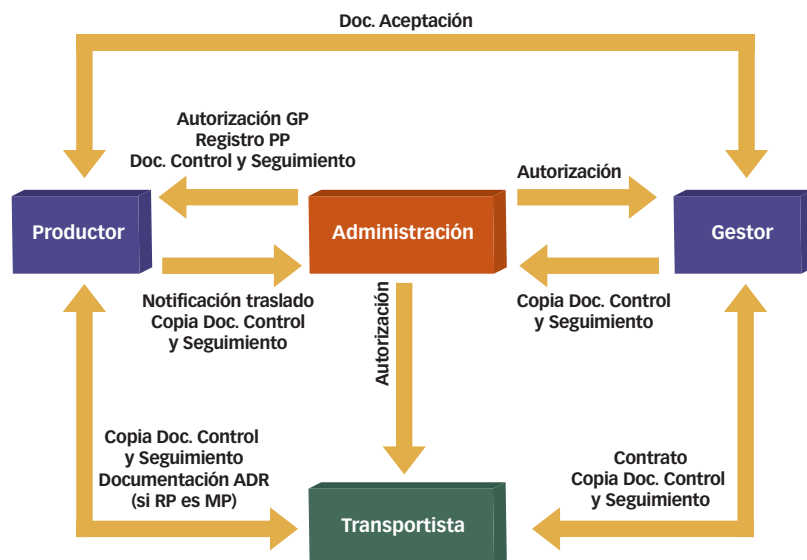 Doc. Aceptación
Autorización GP
Registro PP
Doc. Control y Seguimiento
Autorización
Productor
Administración
Gestor
Notificación traslado
Copia Doc. Control
y Seguimiento
Autorización
Copia Doc. Control
y Seguimiento
Copia Doc. Control
y Seguimiento
Documentación ADR
(si RP es MP)
Contrato
Copia Doc. Control
y Seguimiento
Transportista